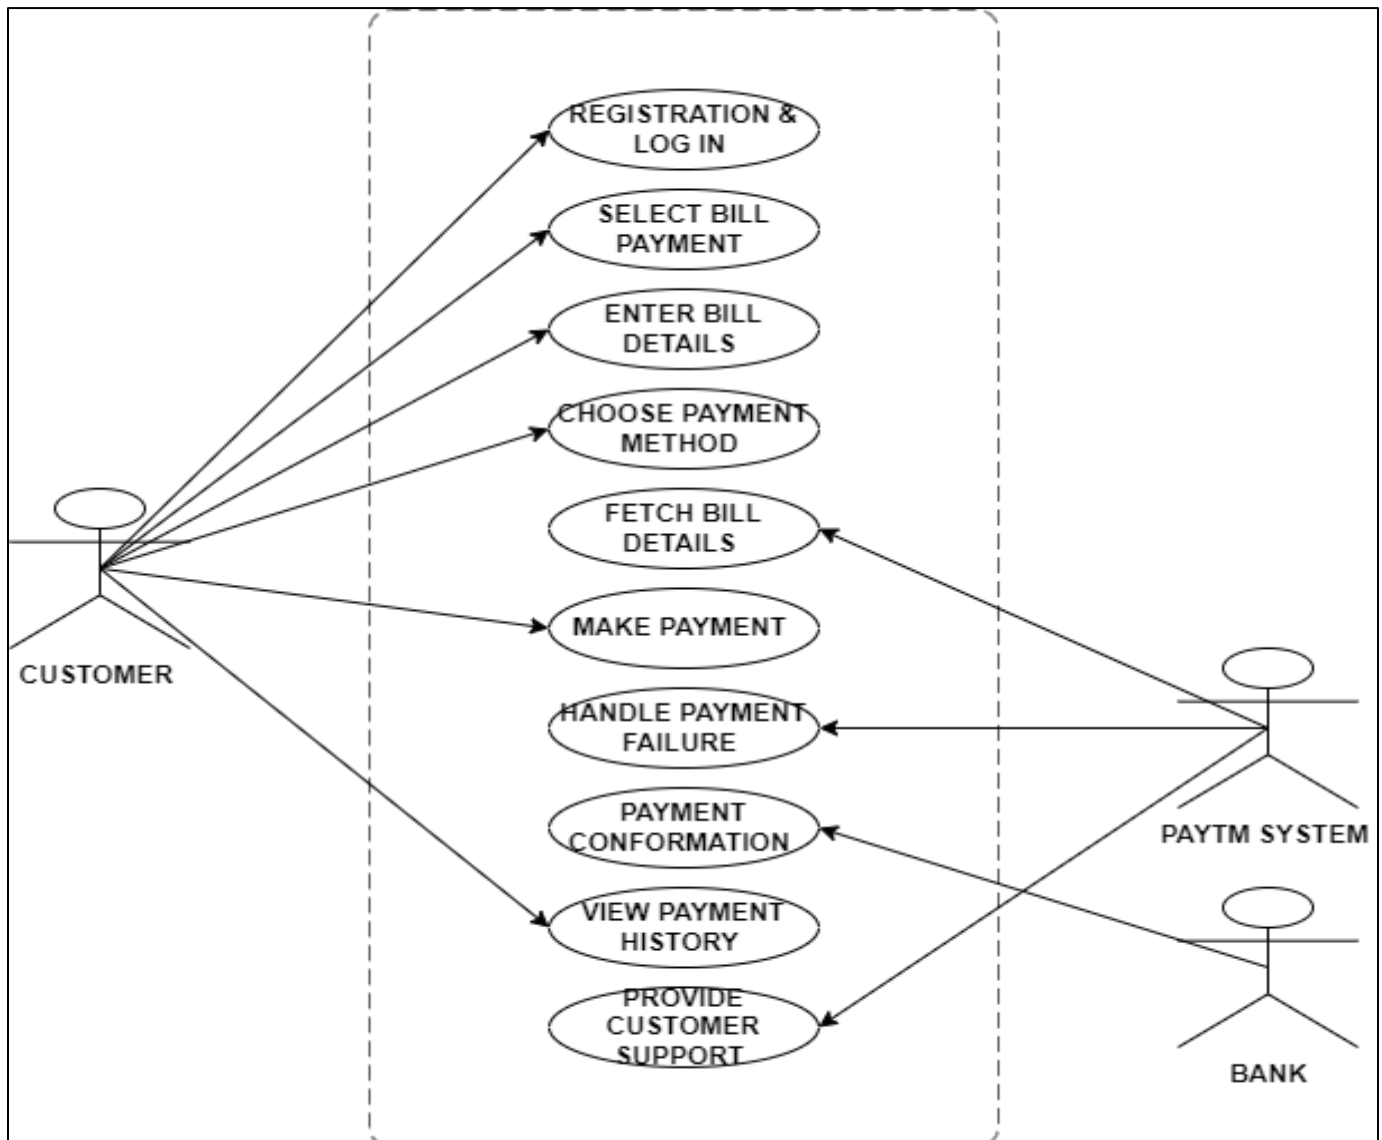 REGISTRATION &
LOG IN
SELECT BILL
PAYMENT
ENTER BILL
DETAILS
CHOOSE PAYMENT
METHOD
FETCH BILL
DETAILS
MAKE PAYMENT
CUSTOMER
HANDLE PAYMENT
FAILURE
PAYMENT
CONFORMATION
PAYTM SYSTEM
VIEW PAYMENT
HISTORY
PROVIDE
CUSTOMER
SUPPORT
BANK